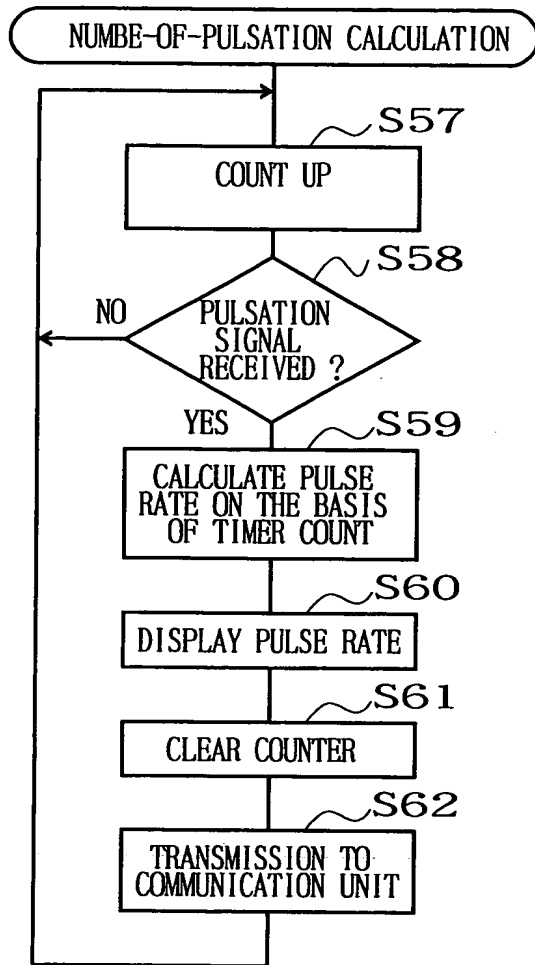 NUMBE-OF-PULSATION CALCULATION
S57
COUNT UP
S58
NO
PULSATION
SIGNAL
RECEIVED ?
YES
S59
CALCULATE PULSE
RATE ON THE BASIS
OF TIMER COUNT
S60
DISPLAY PULSE RATE
S61
CLEAR COUNTER
S62
TRANSMISSION TO
COMMUNICATION UNIT